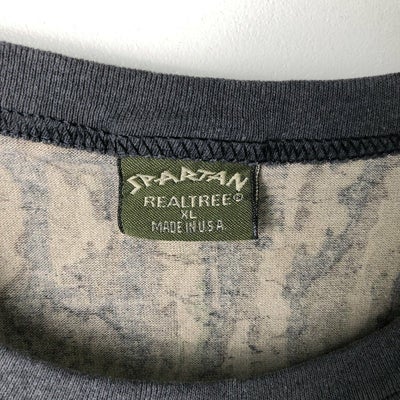 SPARTAN
REALTREE©
XL
MADE IN U.S.A.